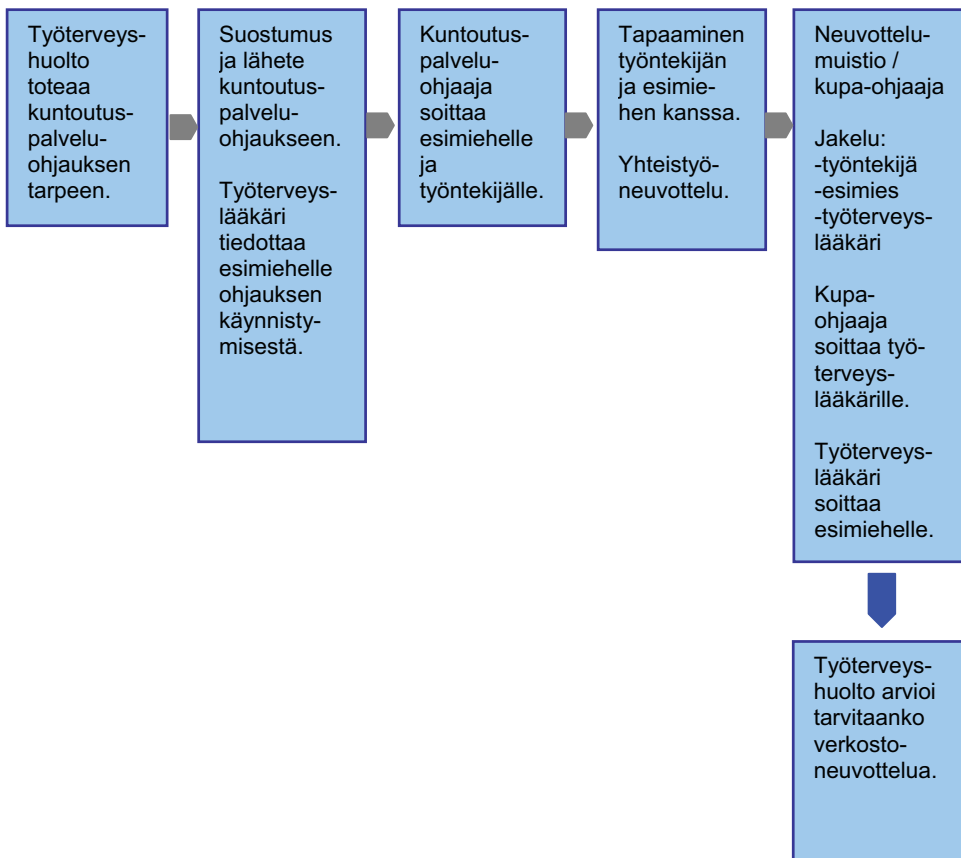 Työterveys-
huolto
toteaa
kuntoutus-
palvelu-
ohjauksen
tarpeen.
Suostumus
ja lähete
kuntoutus-
palvelu-
ohjaukseen.
Työterveys-
lääkäri
tiedottaa
esimiehelle
ohjauksen
käynnisty-
misestä.
Kuntoutus-
palvelu-
ohjaaja
soittaa
esimiehelle
ja
työntekijälle.
Tapaaminen
työntekijän
ja esimie-
hen kanssa.
Yhteistyö-
neuvottelu.
Neuvottelu-
muistio /
kupa-ohjaaja
Jakelu:
-työntekijä
-esimies
-työterveys-
lääkäri
Kupa-
ohjaaja
soittaa työ-
terveys-
lääkärille.
Työterveys-
lääkäri
soittaa
esimiehelle.
Työterveys-
huolto arvioi
tarvitaanko
verkosto-
neuvottelua.